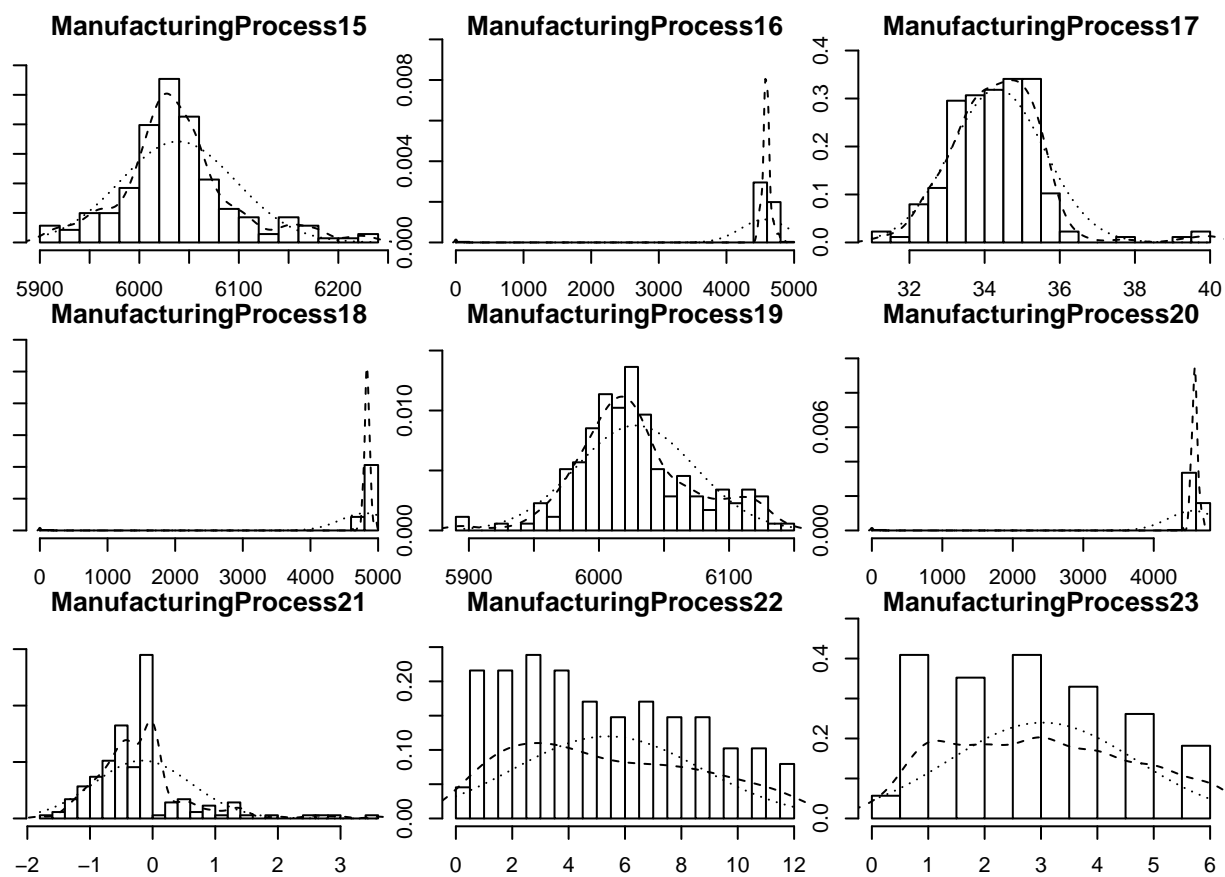 ManufacturingProcess15
5900 6000 6100 6200
ManufacturingProcess16
0.000 0.004 0.008
0 1000 2000 3000 4000 5000
ManufacturingProcess17
0.0 0.1 0.2 0.3 0.4
32 34 36 38 40
ManufacturingProcess18
0 1000 2000 3000 4000 5000
ManufacturingProcess19
0.000 0.010
5900 6000 6100
ManufacturingProcess20
0.000 0.006
0 1000 2000 3000 4000
ManufacturingProcess21
−2 −1 0 1 2 3
ManufacturingProcess22
0.00 0.10 0.20
0 2 4 6 8 10 12
ManufacturingProcess23
0.0 0.2 0.4
0 1 2 3 4 5 6